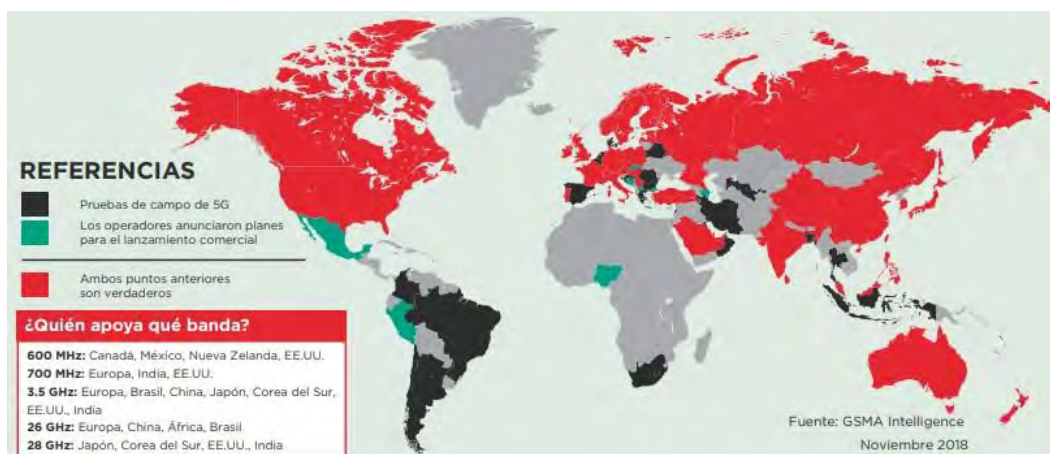 REFERENCIAS
Pruebas de campo de 5G
Los operadores anunciaron planes
para el lanzamiento comercial
Ambos puntos anteriores
son verdaderos
¿Quién apoya qué banda?
600 MHz: Canadá, México, Nueva Zelanda, EE.UU.
700 MHz: Europa, India, EE.UU.
3.5 GHz: Europa, Brasil, China, Japón, Corea del Sur,
EE.UU., India
26 GHz: Europa, China, África, Brasil
28 GHz: Japón, Corea del Sur, EE.UU., India
Fuente: GSMA Intelligence
Noviembre 2018